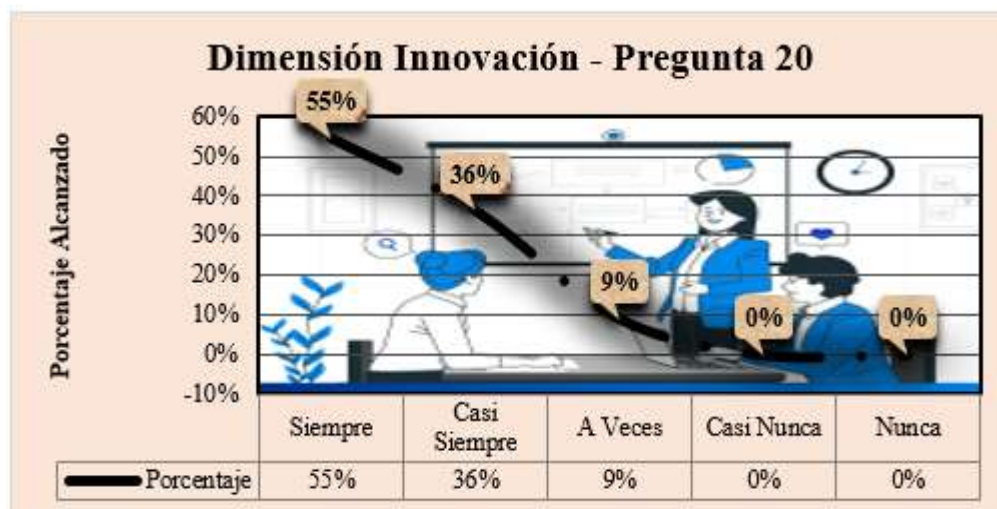 Dimensión Innovación - Pregunta 20
Porcentaje Alcanzado
60%
50%
40%
30%
20%
10%
0%
-10%
55%
36%
9%
0%
0%
Siempre
Casi Siempre
A Veces
Casi Nunca
Nunca
Porcentaje 55% 36% 9% 0% 0%